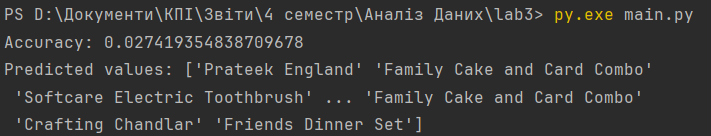 PS D:\Документи\КПІ\Звіти\4 семестр\Аналіз Даних\lab3> py.exe main.py
Accuracy: 0.027419354838709678
Predicted values: ['Prateek England' 'Family Cake and Card Combo'
 'Softcare Electric Toothbrush' ... 'Family Cake and Card Combo'
 'Crafting Chandlar' 'Friends Dinner Set']